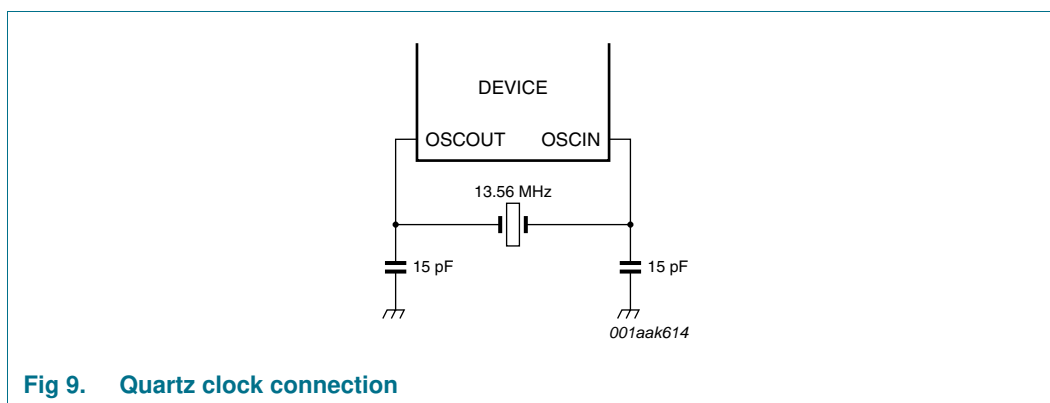 DEVICE
OSCOUT OSCIN
13.56 MHz
15 pF 15 pF
001aak614
Fig 9. Quartz clock connection